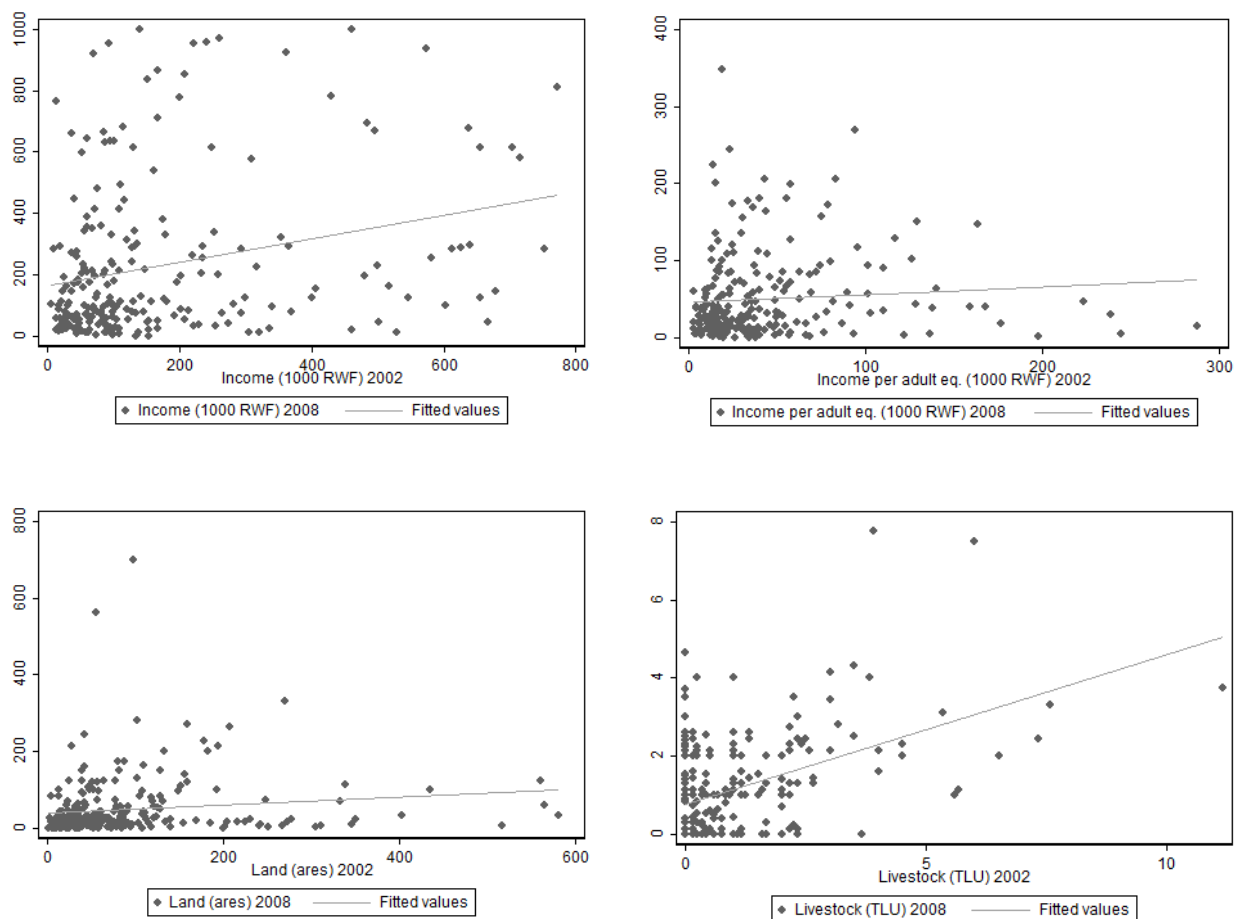 1000
800
600
400
200
0
0 200 400 600 800
Income (1000 RWF) 2002
Income (1000 RWF) 2008 Fitted values
400
300
200
100
0
0 100 200 300
Income per adult eq. (1000 RWF) 2002
Income per adult eq. (1000 RWF) 2008 Fitted values
800
600
400
200
0
0 200 400 600
Land (ares) 2002
Land (ares) 2008 Fitted values
8
6
4
2
0
0 5 10
Livestock (TLU) 2002
Livestock (TLU) 2008 Fitted values